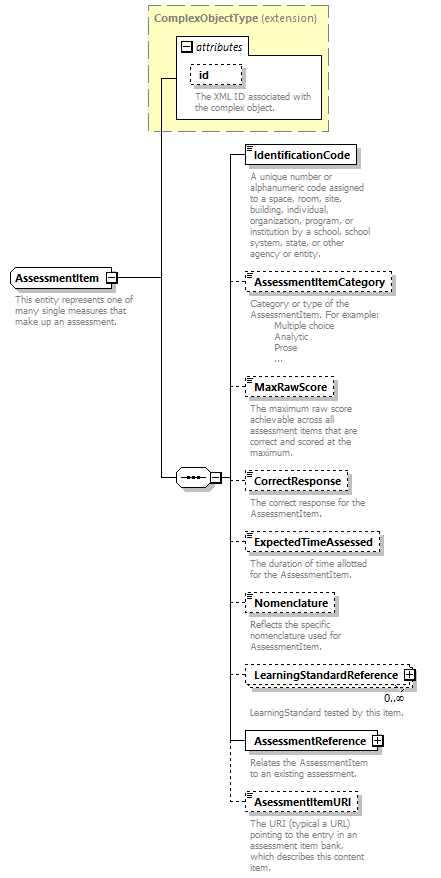 ComplexObjectType (extension)
attributes
id
The XML ID associated with
the complex object.
IdentificationCode
A unique number or
alphanumeric code assigned
to a space, room, site,
building, individual,
organization, program, or
institution by a school, school
system, state, or other
agency or entity.
AssessmentItem
This entity represents one of
many single measures that
make up an assessment.
AssessmentItemCategory
Category or type of the
AssessmentItem. For example:
Multiple choice
Analytic
Prose
...
MaxRawScore
The maximum raw score
achievable across all
assessment items that are
correct and scored at the
maximum.
CorrectResponse
The correct response for the
AssessmentItem.
ExpectedTimeAssessed
The duration of time allotted
for the AssessmentItem.
Nomenclature
Reflects the specific
nomenclature used for
AssessmentItem.
LearningStandardReference
0..∞
LearningStandard tested by this item.
AssessmentReference
Relates the AssessmentItem
to an existing assessment.
AsessmentItemURI
The URI (typical a URL)
pointing to the entry in an
assessment item bank,
which describes this content
item.